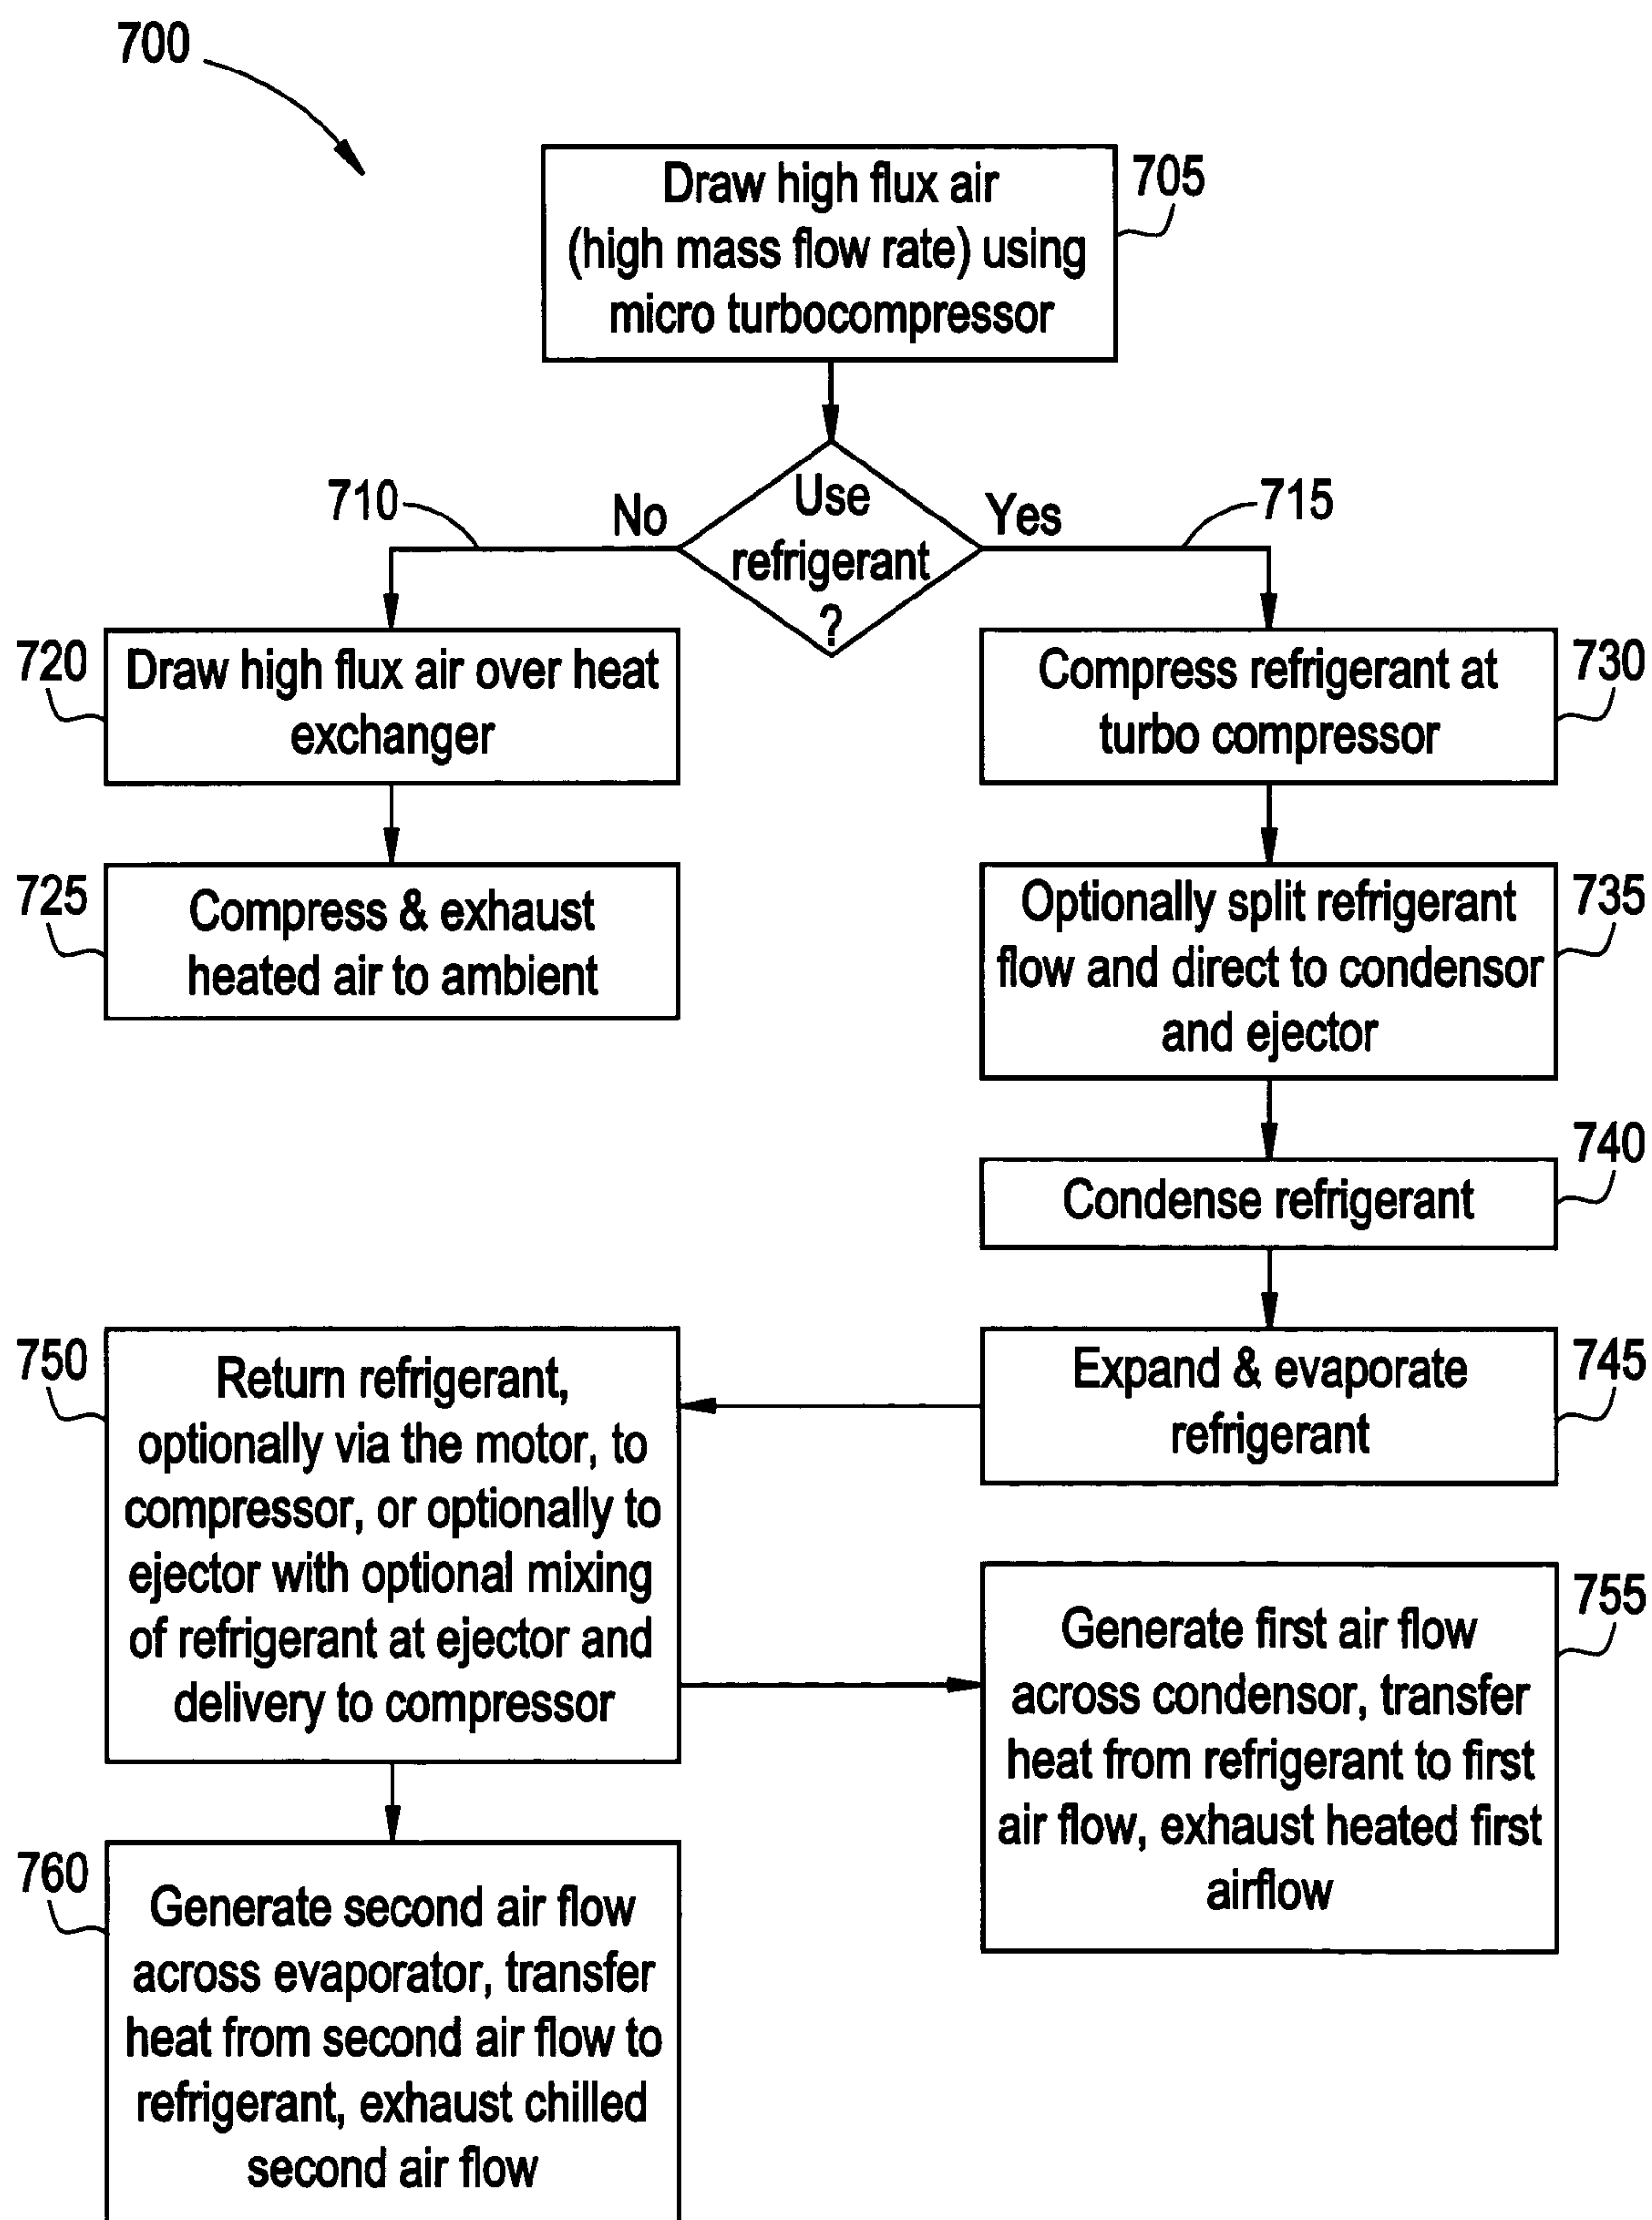 700
Draw high flux air
(high mass flow rate) using
micro turbocompressor
705
Use
refrigerant
?
No
710
Yes
715
720
Draw high flux air over heat
exchanger
Compress refrigerant at
turbo compressor
730
725
Compress & exhaust
heated air to ambient
Optionally split refrigerant
flow and direct to condensor
and ejector
735
Condense refrigerant
740
Expand & evaporate
refrigerant
745
750
Return refrigerant,
optionally via the motor, to
compressor, or optionally to
ejector with optional mixing
of refrigerant at ejector and
delivery to compressor
Generate first air flow
across condensor, transfer
heat from refrigerant to first
air flow, exhaust heated first
airflow
755
760
Generate second air flow
across evaporator, transfer
heat from second air flow to
refrigerant, exhaust chilled
second air flow